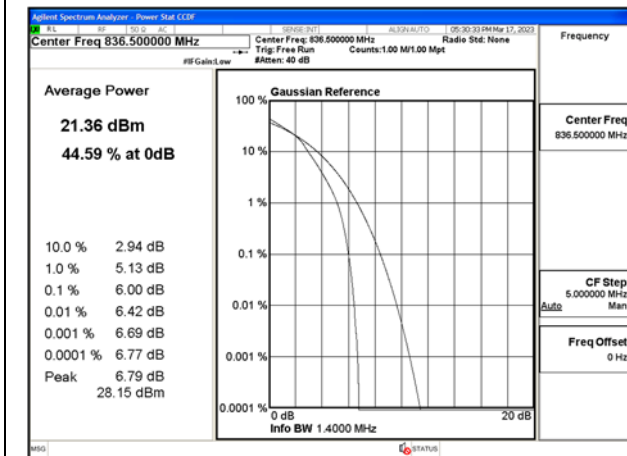 Agilent Spectrum Analyzer - Power Stat CCDF
RL RF 50 Ω AC SENSE:INT ALIGN AUTO 05:30:33 PM Mar 17, 2023
Center Freq 836.500000 MHz
Center Freq: 836.500000 MHz Radio Std: None
Trig: Free Run Counts:1.00 M/1.00 Mpt
#IFGain:Low #Atten: 40 dB
Frequency
Average Power
21.36 dBm
44.59 % at 0dB
10.0 % 2.94 dB
1.0 % 5.13 dB
0.1 % 6.00 dB
0.01 % 6.42 dB
0.001 % 6.69 dB
0.0001 % 6.77 dB
Peak 6.79 dB
28.15 dBm
Gaussian Reference
100 %
10 %
1 %
0.1 %
0.01 %
0.001 %
0.0001 %
0 dB 20 dB
Info BW 1.4000 MHz
Center Freq
836.500000 MHz
CF Step
5.000000 MHz
Auto Man
Freq Offset
0 Hz
MSG STATUS